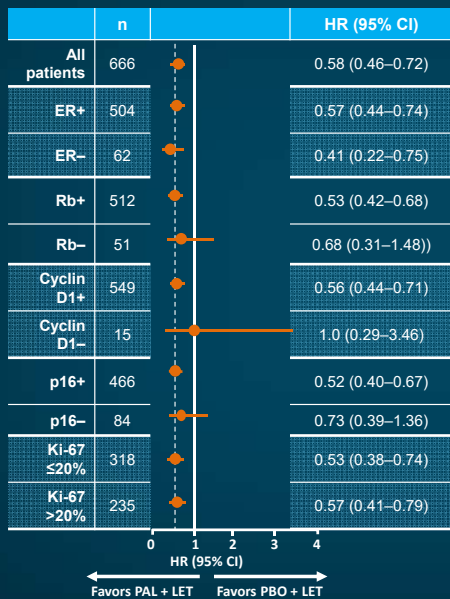 n HR (95% CI)
All patients 666 0.58 (0.46–0.72)
ER+ 504 0.57 (0.44–0.74)
ER– 62 0.41 (0.22–0.75)
Rb+ 512 0.53 (0.42–0.68)
Rb– 51 0.68 (0.31–1.48))
Cyclin D1+ 549 0.56 (0.44–0.71)
Cyclin D1– 15 1.0 (0.29–3.46)
p16+ 466 0.52 (0.40–0.67)
p16– 84 0.73 (0.39–1.36)
Ki-67 ≤20% 318 0.53 (0.38–0.74)
Ki-67 >20% 235 0.57 (0.41–0.79)
0 1 2 3 4
HR (95% CI)
Favors PAL + LET Favors PBO + LET